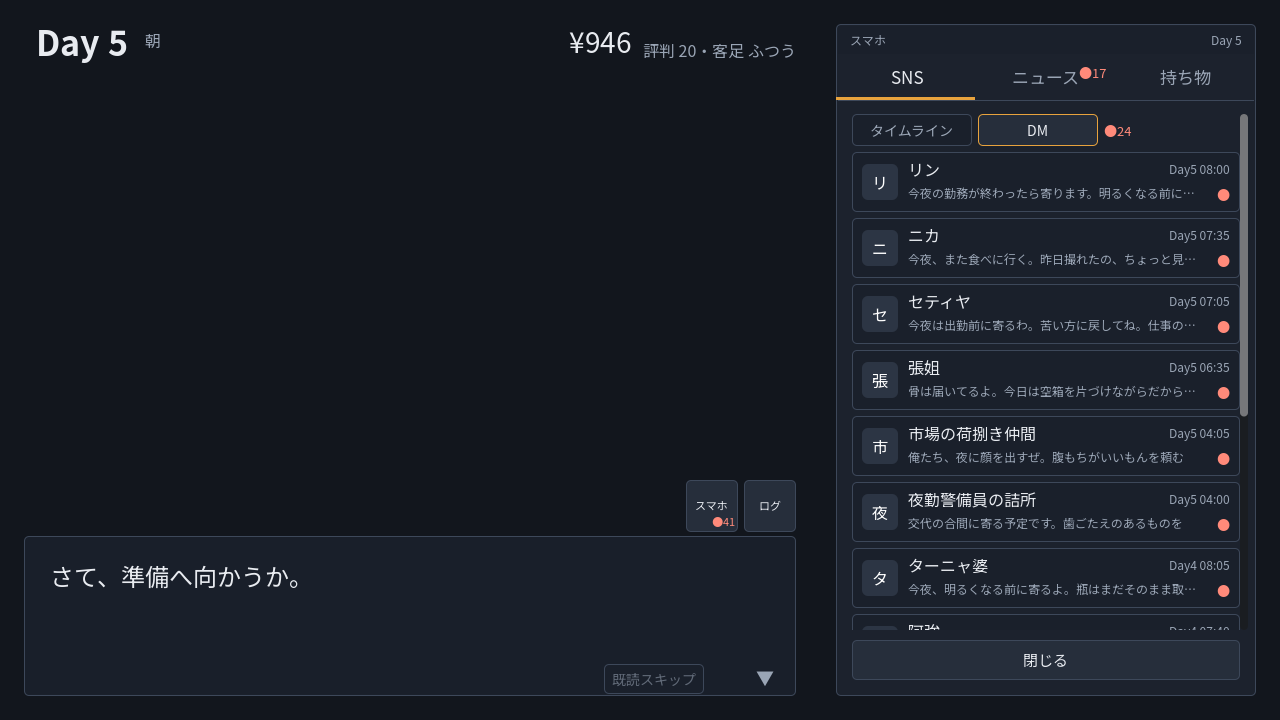 Day 5 朝
¥946 評判 20・客足 ふつう
スマホ
●41
ログ
さて、準備へ向かうか。
既読スキップ
▼
スマホ Day 5
SNS ニュース ●17 持ち物
タイムライン DM ●24
リ
リン Day5 08:00
今夜の勤務が終わったら寄ります。明るくなる前に…
ニ
ニカ Day5 07:35
今夜、また食べに行く。昨日撮れたの、ちょっと見…
セ
セティヤ Day5 07:05
今夜は出勤前に寄るわ。苦い方に戻してね。仕事の…
張
張姐 Day5 06:35
骨は届いてるよ。今日は空箱を片づけながらだから…
市
市場の荷捌き仲間 Day5 04:05
俺たち、夜に顔を出すぜ。腹もちがいいもんを頼む
夜
夜勤警備員の詰所 Day5 04:00
交代の合間に寄る予定です。歯ごたえのあるものを
タ
ターニャ婆 Day4 08:05
今夜、明るくなる前に寄るよ。瓶はまだそのまま取…
閉じる